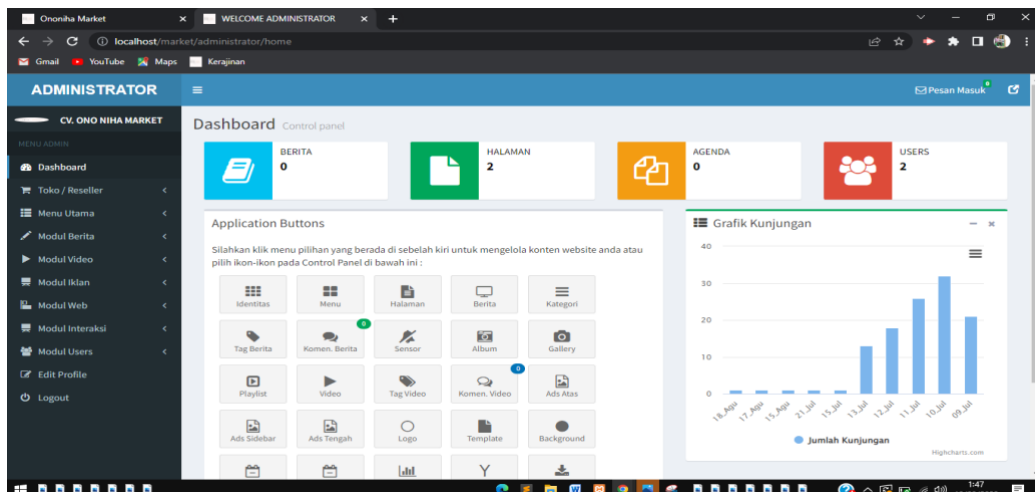 Ononiha Market
WELCOME ADMINISTRATOR
localhost/market/administrator/home
Gmail YouTube Maps Kerajinan
ADMINISTRATOR
Pesan Masuk 0
CV. ONO NIHA MARKET
MENU ADMIN
Dashboard
Toko / Reseller
Menu Utama
Modul Berita
Modul Video
Modul Iklan
Modul Web
Modul Interaksi
Modul Users
Edit Profile
Logout
Dashboard Control panel
BERITA
0
HALAMAN
2
AGENDA
0
USERS
2
Application Buttons
Silahkan klik menu pilihan yang berada di sebelah kiri untuk mengelola konten website anda atau
pilih ikon-ikon pada Control Panel di bawah ini :
Identitas Menu Halaman Berita Kategori
0
Tag Berita Komen. Berita Sensor Album Gallery
0
Playlist Video Tag Video Komen. Video Ads Atas
Ads Sidebar Ads Tengah Logo Template Background
Grafik Kunjungan
40
30
20
10
0
18_Agu 17_Agu 15_Agu 21_Jul 15_Jul 13_Jul 12_Jul 11_Jul 10_Jul 09_Jul
Jumlah Kunjungan
Highcharts.com
1:47